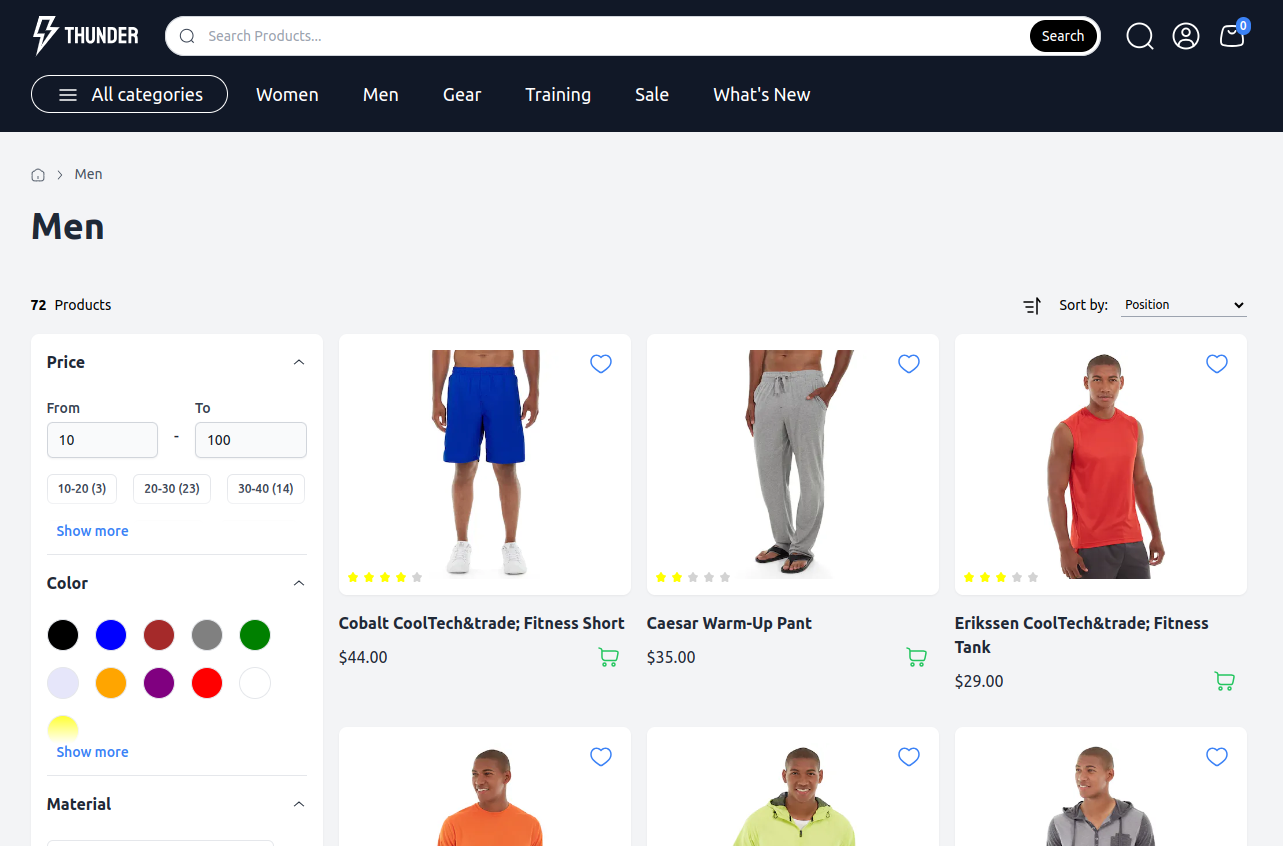 THUNDER
Search Products...
Search
0
All categories
Women
Men
Gear
Training
Sale
What's New
Men
Men
72 Products
Sort by:
Position
Price
From
To
10
-
100
10-20 (3)
20-30 (23)
30-40 (14)
Show more
Color
Show more
Material
Cobalt CoolTech&trade; Fitness Short
$44.00
Caesar Warm-Up Pant
$35.00
Erikssen CoolTech&trade; Fitness
Tank
$29.00